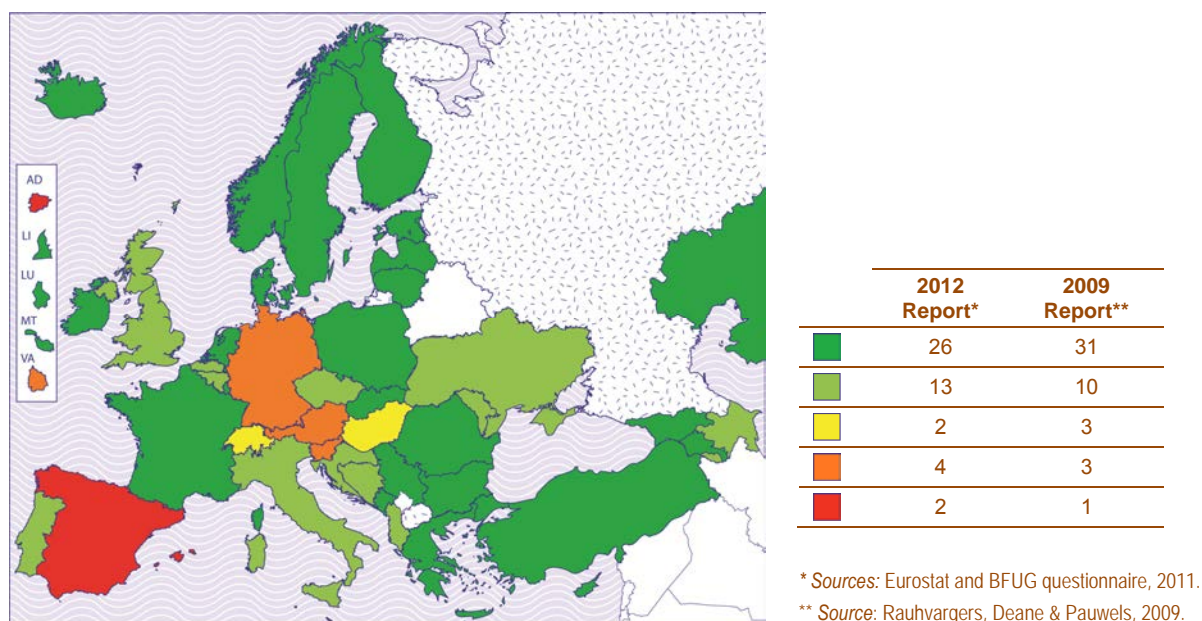 AD
LI
LU
MT
VA
2012 Report* 2009 Report**
26 31
13 10
2 3
4 3
2 1
* Sources: Eurostat and BFUG questionnaire, 2011.
** Source: Rauhvargers, Deane & Pauwels, 2009.